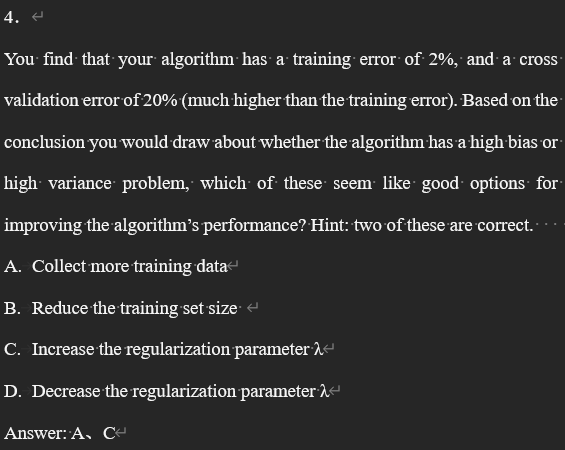 4.
You find that your algorithm has a training error of 2%, and a cross
validation error of 20% (much higher than the training error). Based on the
conclusion you would draw about whether the algorithm has a high bias or
high variance problem, which of these seem like good options for
improving the algorithm’s performance? Hint: two of these are correct.
A. Collect more training data
B. Reduce the training set size
C. Increase the regularization parameter λ
D. Decrease the regularization parameter λ
Answer: A、C